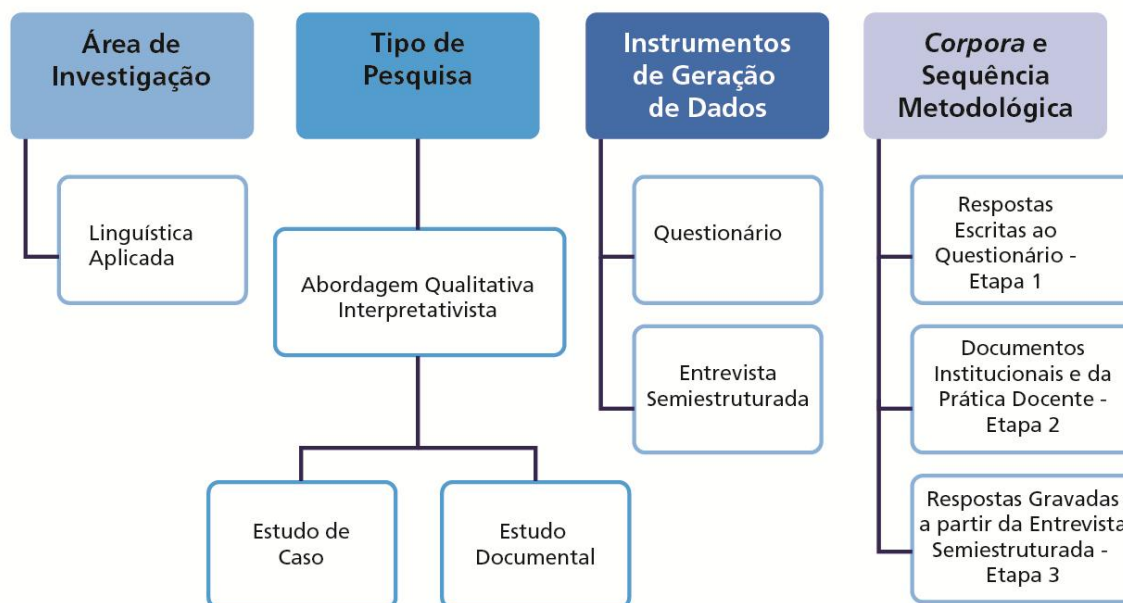 Área de
Investigação
Linguística
Aplicada
Tipo de
Pesquisa
Abordagem Qualitativa
Interpretativista
Estudo de
Caso
Estudo
Documental
Instrumentos
de Geração
de Dados
Questionário
Entrevista
Semiestruturada
Corpora e
Sequência
Metodológica
Respostas
Escritas ao
Questionário -
Etapa 1
Documentos
Institucionais e da
Prática Docente -
Etapa 2
Respostas Gravadas
a partir da Entrevista
Semiestruturada -
Etapa 3